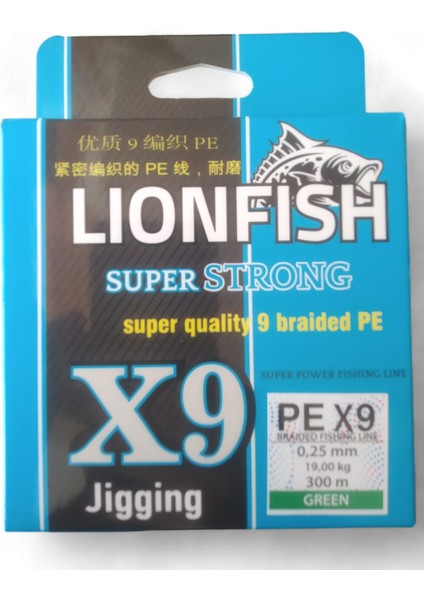 优质 9 编织 PE
紧密编织的 PE 线，耐磨
LIONFISH
SUPER STRONG
super quality 9 braided PE
X9
Jigging
SUPER POWER FISHING LINE
PE X9
BRAIDED FISHING LINE
0,25 mm
19,00 kg
300 m
GREEN